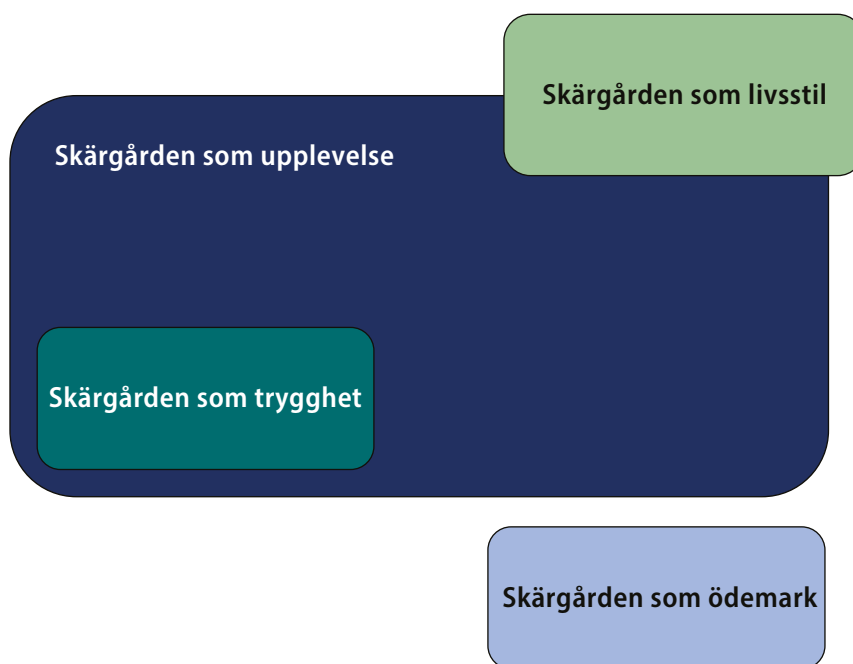 Skärgården som livsstil
Skärgården som upplevelse
Skärgården som trygghet
Skärgården som ödemark